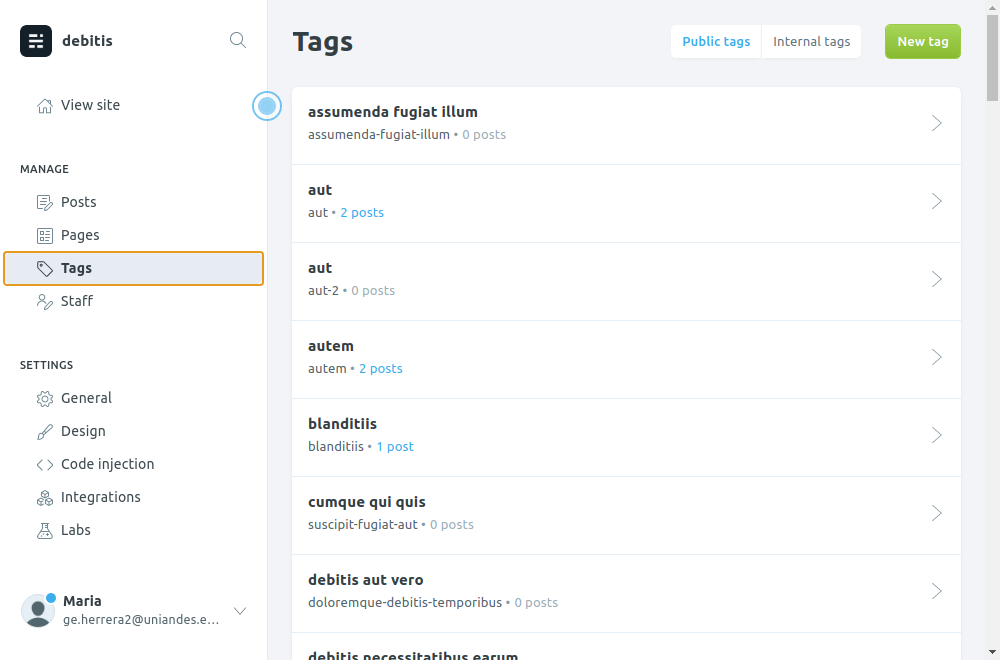 debitis
View site
MANAGE
Posts
Pages
Tags
Staff
SETTINGS
General
Design
Code injection
Integrations
Labs
Maria
ge.herrera2@uniandes.e...
Tags
Public tags
Internal tags
New tag
assumenda fugiat illum
assumenda-fugiat-illum • 0 posts
aut
aut • 2 posts
aut
aut-2 • 0 posts
autem
autem • 2 posts
blanditiis
blanditiis • 1 post
cumque qui quis
suscipit-fugiat-aut • 0 posts
debitis aut vero
doloremque-debitis-temporibus • 0 posts
debitis necessitatibus earum